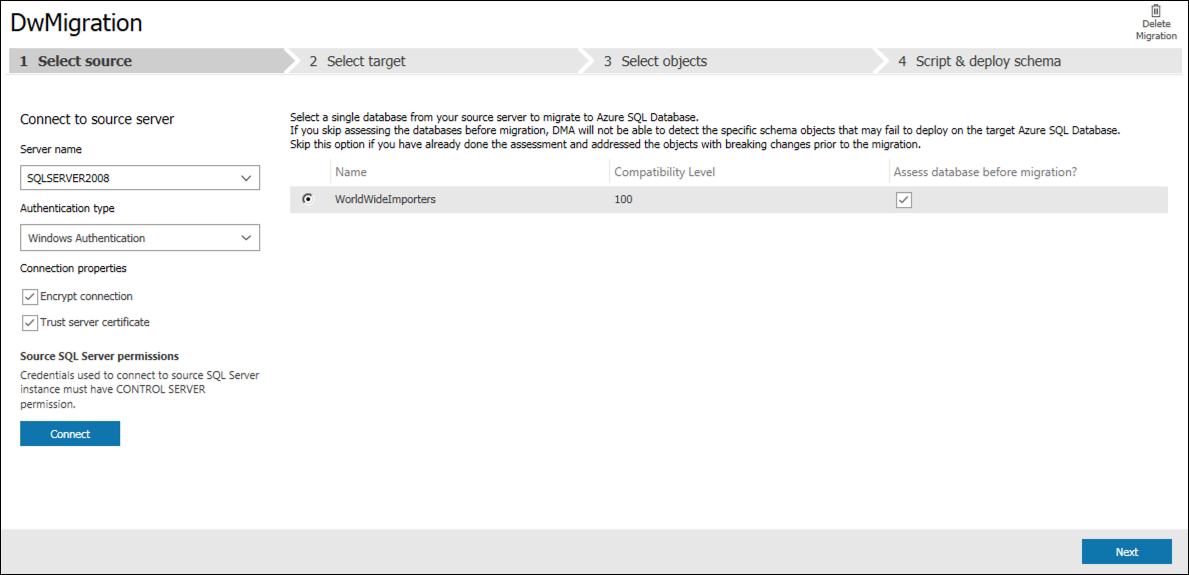 DwMigration
Delete
Migration
1 Select source
2 Select target
3 Select objects
4 Script & deploy schema
Connect to source server
Server name
SQLSERVER2008
Authentication type
Windows Authentication
Connection properties
Encrypt connection
Trust server certificate
Source SQL Server permissions
Credentials used to connect to source SQL Server
instance must have CONTROL SERVER
permission.
Connect
Select a single database from your source server to migrate to Azure SQL Database.
If you skip assessing the databases before migration, DMA will not be able to detect the specific schema objects that may fail to deploy on the target Azure SQL Database.
Skip this option if you have already done the assessment and addressed the objects with breaking changes prior to the migration.
Name Compatibility Level Assess database before migration?
WorldWideImporters 100
Next